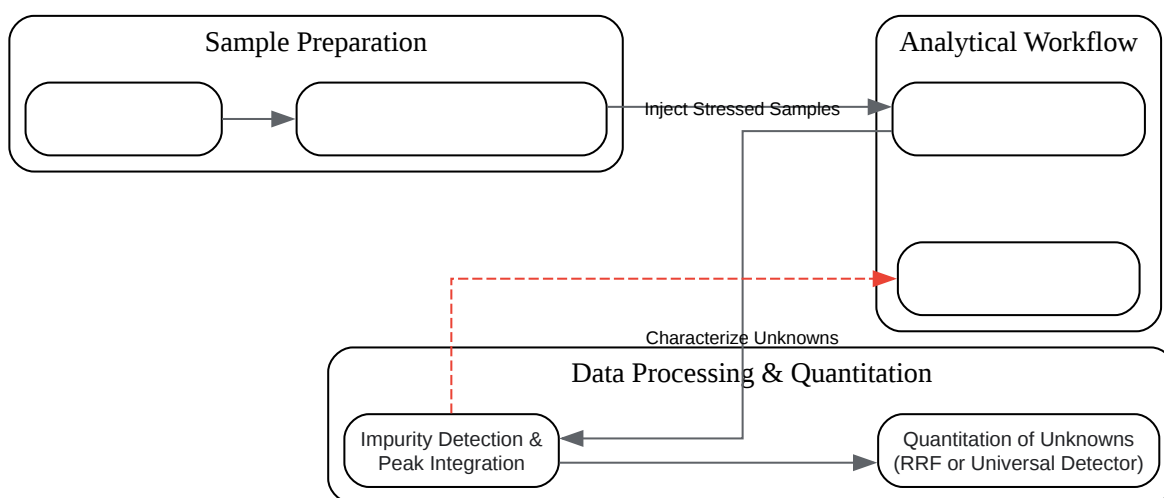 Sample Preparation
Analytical Workflow
Inject Stressed Samples
Characterize Unknowns
Data Processing & Quantitation
Impurity Detection &
Peak Integration
Quantitation of Unknowns
(RRF or Universal Detector)